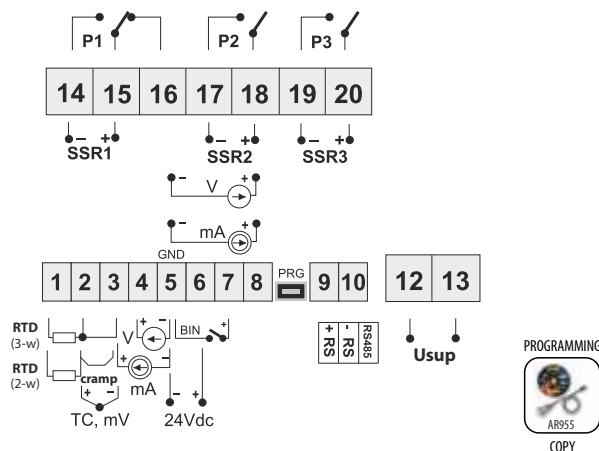 P1 P2 P3
14 15 16 17 18 19 20
- + - + - +
SSR1 SSR2 SSR3
- V +
- mA +
GND
1 2 3 4 5 6 7 8 PRG 9 10 12 13
RTD (3-w)
V + -
BIN +
+ RS
- RS
RS485
Usup
RTD (2-w)
cramp
+ -
mA
+ -
- +
TC, mV
24Vdc
PROGRAMMING
AR955
COPY